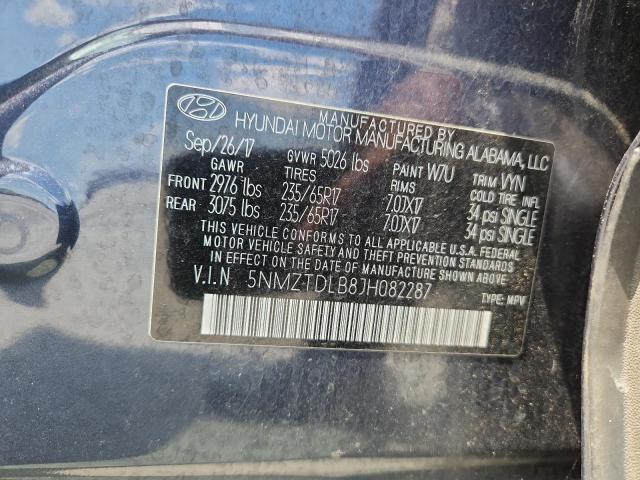 MANUFACTURED BY
HYUNDAI MOTOR MANUFACTURING ALABAMA, LLC
Sep/26/17 GVWR 5026 lbs PAINT W7U TRIM VYN
GAWR TIRES RIMS COLD TIRE INFL
FRONT 2976 lbs 235/65R17 7.0JX17 34 psi SINGLE
REAR 3075 lbs 235/65R17 7.0JX17 34 psi SINGLE
THIS VEHICLE CONFORMS TO ALL APPLICABLE U.S.A. FEDERAL
MOTOR VEHICLE SAFETY AND THEFT PREVENTION STANDARDS
IN EFFECT ON THE DATE OF MANUFACTURE SHOWN ABOVE
V.I.N 5NMZTDLB8JH082287 TYPE: MPV